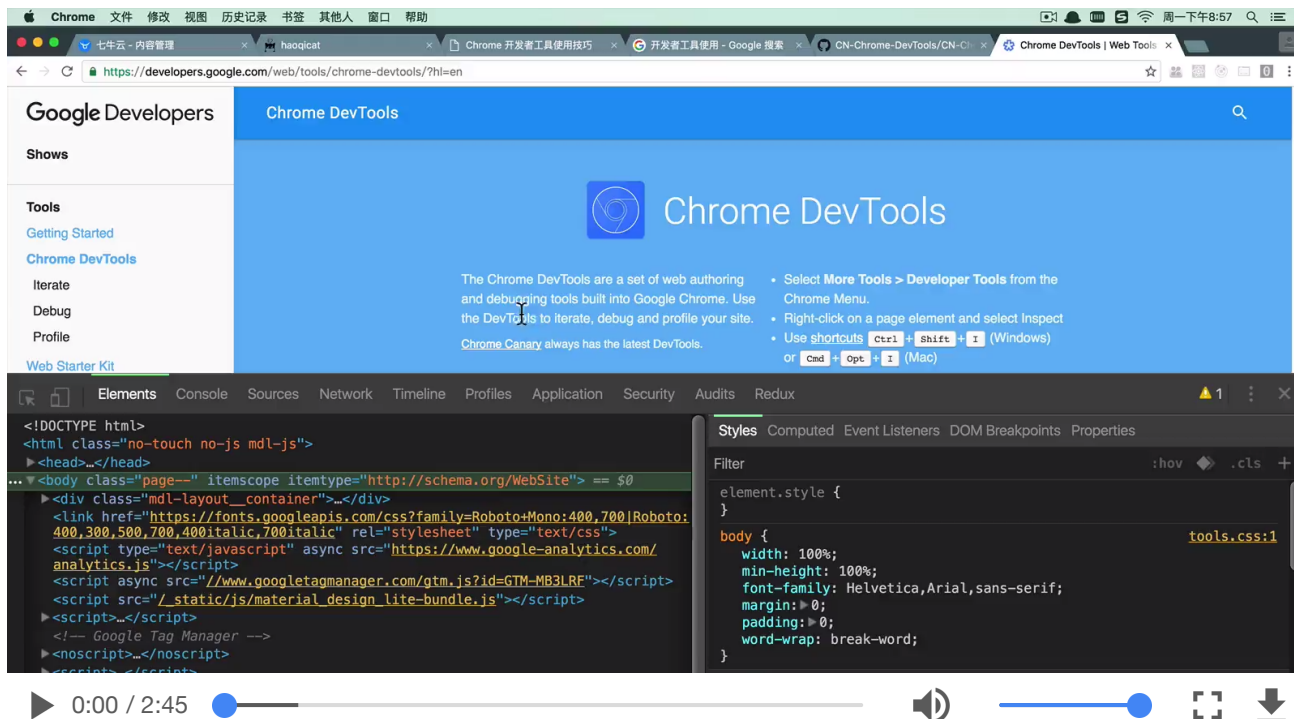 Chrome 文件 修改 视图 历史记录 书签 其他人 窗口 帮助 周一下午8:57
七牛云 - 内容管理 haoqicat Chrome 开发者工具使用技巧 开发者工具使用 - Google 搜索 CN-Chrome-DevTools/CN-Ch Chrome DevTools | Web Tools
https://developers.google.com/web/tools/chrome-devtools/?hl=en
Google Developers
Chrome DevTools
Shows
Tools
Getting Started
Chrome DevTools
Iterate
Debug
Profile
Web Starter Kit
Chrome DevTools
The Chrome DevTools are a set of web authoring
and debugging tools built into Google Chrome. Use
the DevTools to iterate, debug and profile your site.
Chrome Canary always has the latest DevTools.
• Select More Tools > Developer Tools from the
Chrome Menu.
• Right-click on a page element and select Inspect
• Use shortcuts Ctrl + Shift + I (Windows)
or Cmd + Opt + I (Mac)
Elements Console Sources Network Timeline Profiles Application Security Audits Redux 1
<!DOCTYPE html>
<html class="no-touch no-js mdl-js">
<head>…</head>
<body class="page--" itemscope itemtype="http://schema.org/WebSite"> == $0
<div class="mdl-layout__container">…</div>
<link href="https://fonts.googleapis.com/css?family=Roboto+Mono:400,700|Roboto:
400,300,500,700,400italic,700italic" rel="stylesheet" type="text/css">
<script type="text/javascript" async src="https://www.google-analytics.com/
analytics.js"></script>
<script async src="//www.googletagmanager.com/gtm.js?id=GTM-MB3LRF"></script>
<script src="/_static/js/material_design_lite-bundle.js"></script>
<script>…</script>
<!-- Google Tag Manager -->
<noscript>…</noscript>
Styles Computed Event Listeners DOM Breakpoints Properties
Filter :hov .cls +
element.style {
}
body { tools.css:1
width: 100%;
min-height: 100%;
font-family: Helvetica,Arial,sans-serif;
margin: 0;
padding: 0;
word-wrap: break-word;
}
0:00 / 2:45